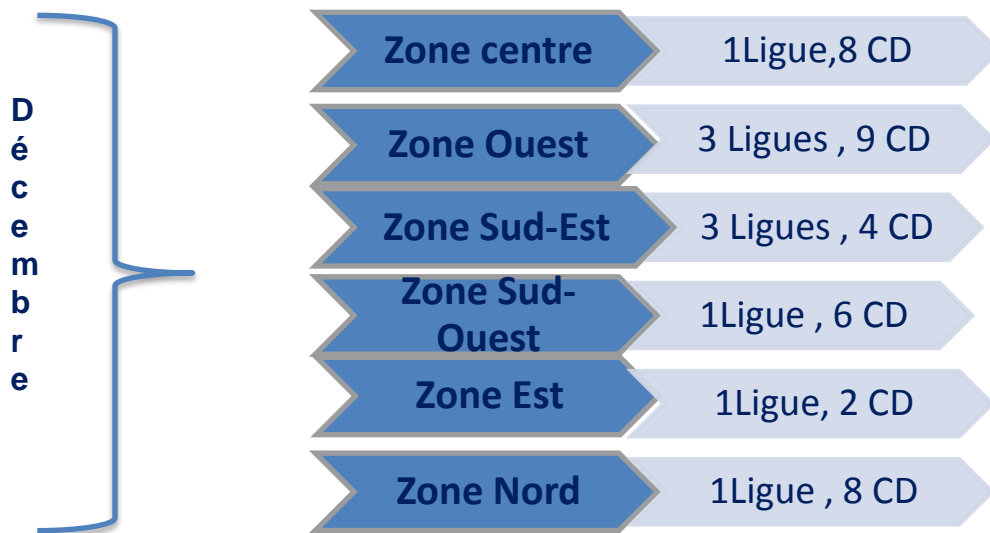 Décembre
Zone centre
1Ligue,8 CD
Zone Ouest
3 Ligues , 9 CD
Zone Sud-Est
3 Ligues , 4 CD
Zone Sud-
Ouest
1Ligue , 6 CD
Zone Est
1Ligue, 2 CD
Zone Nord
1Ligue , 8 CD